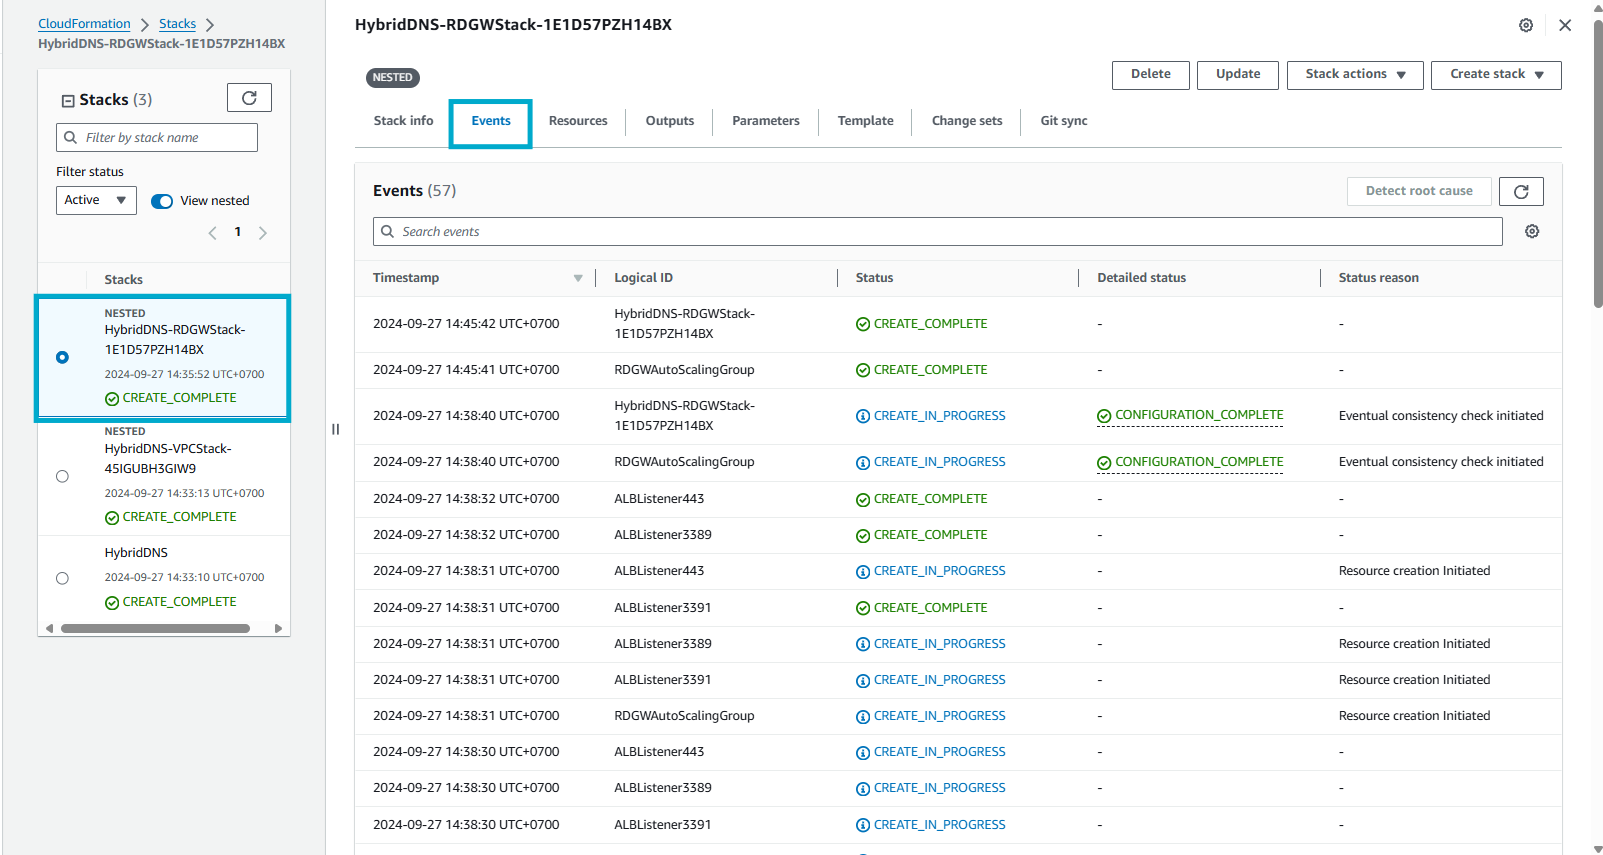 CloudFormation
Stacks
HybridDNS-RDGWStack-1E1D57PZH14BX
Stacks (3)
Filter by stack name
Filter status
Active
View nested
1
Stacks
NESTED
HybridDNS-RDGWStack-
1E1D57PZH14BX
2024-09-27 14:35:52 UTC+0700
CREATE_COMPLETE
NESTED
HybridDNS-VPCStack-
45IGUBH3GIW9
2024-09-27 14:33:13 UTC+0700
CREATE_COMPLETE
HybridDNS
2024-09-27 14:33:10 UTC+0700
CREATE_COMPLETE
HybridDNS-RDGWStack-1E1D57PZH14BX
NESTED
Delete Update Stack actions Create stack
Stack info Events Resources Outputs Parameters Template Change sets Git sync
Events (57)
Detect root cause
Search events
Timestamp Logical ID Status Detailed status Status reason
2024-09-27 14:45:42 UTC+0700 HybridDNS-RDGWStack-
1E1D57PZH14BX CREATE_COMPLETE - -
2024-09-27 14:45:41 UTC+0700 RDGWAutoScalingGroup CREATE_COMPLETE - -
2024-09-27 14:38:40 UTC+0700 HybridDNS-RDGWStack-
1E1D57PZH14BX CREATE_IN_PROGRESS CONFIGURATION_COMPLETE Eventual consistency check initiated
2024-09-27 14:38:40 UTC+0700 RDGWAutoScalingGroup CREATE_IN_PROGRESS CONFIGURATION_COMPLETE Eventual consistency check initiated
2024-09-27 14:38:32 UTC+0700 ALBListener443 CREATE_COMPLETE - -
2024-09-27 14:38:32 UTC+0700 ALBListener3389 CREATE_COMPLETE - -
2024-09-27 14:38:31 UTC+0700 ALBListener443 CREATE_IN_PROGRESS - Resource creation Initiated
2024-09-27 14:38:31 UTC+0700 ALBListener3391 CREATE_COMPLETE - -
2024-09-27 14:38:31 UTC+0700 ALBListener3389 CREATE_IN_PROGRESS - Resource creation Initiated
2024-09-27 14:38:31 UTC+0700 ALBListener3391 CREATE_IN_PROGRESS - Resource creation Initiated
2024-09-27 14:38:31 UTC+0700 RDGWAutoScalingGroup CREATE_IN_PROGRESS - Resource creation Initiated
2024-09-27 14:38:30 UTC+0700 ALBListener443 CREATE_IN_PROGRESS - -
2024-09-27 14:38:30 UTC+0700 ALBListener3389 CREATE_IN_PROGRESS - -
2024-09-27 14:38:30 UTC+0700 ALBListener3391 CREATE_IN_PROGRESS - -